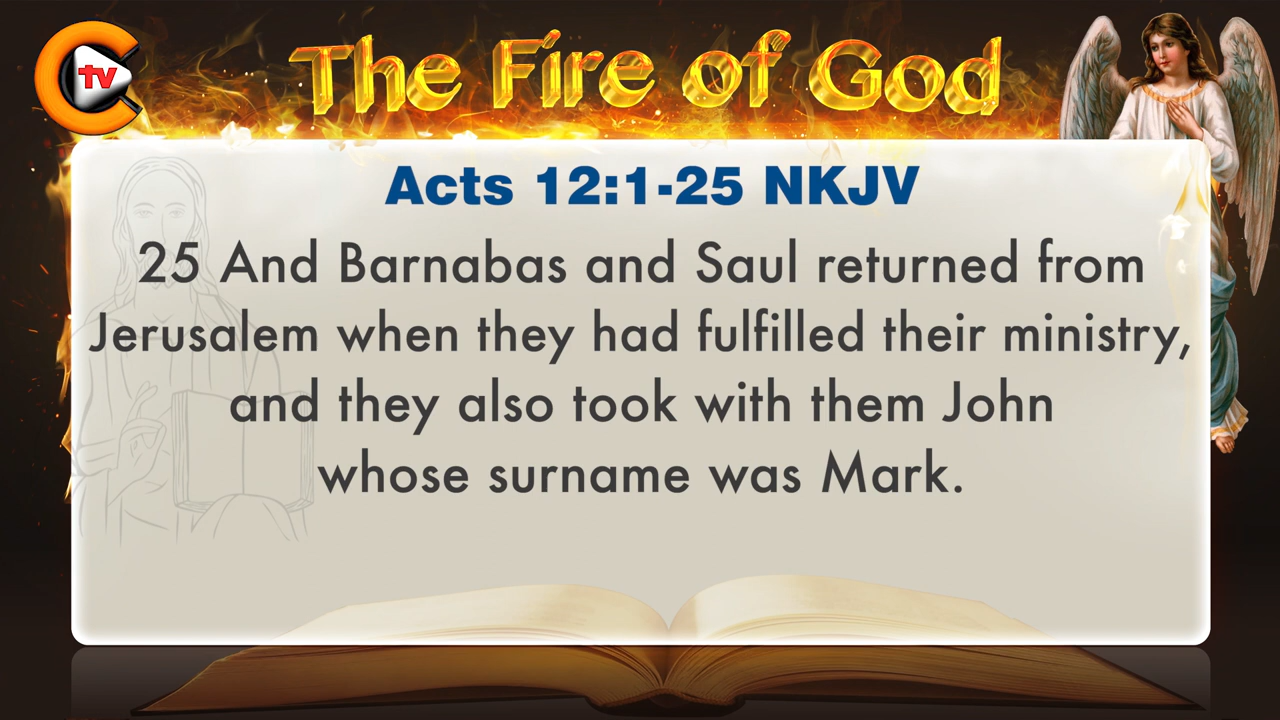 tv
The Fire of God
Acts 12:1-25 NKJV
25 And Barnabas and Saul returned from
Jerusalem when they had fulfilled their ministry,
and they also took with them John
whose surname was Mark.